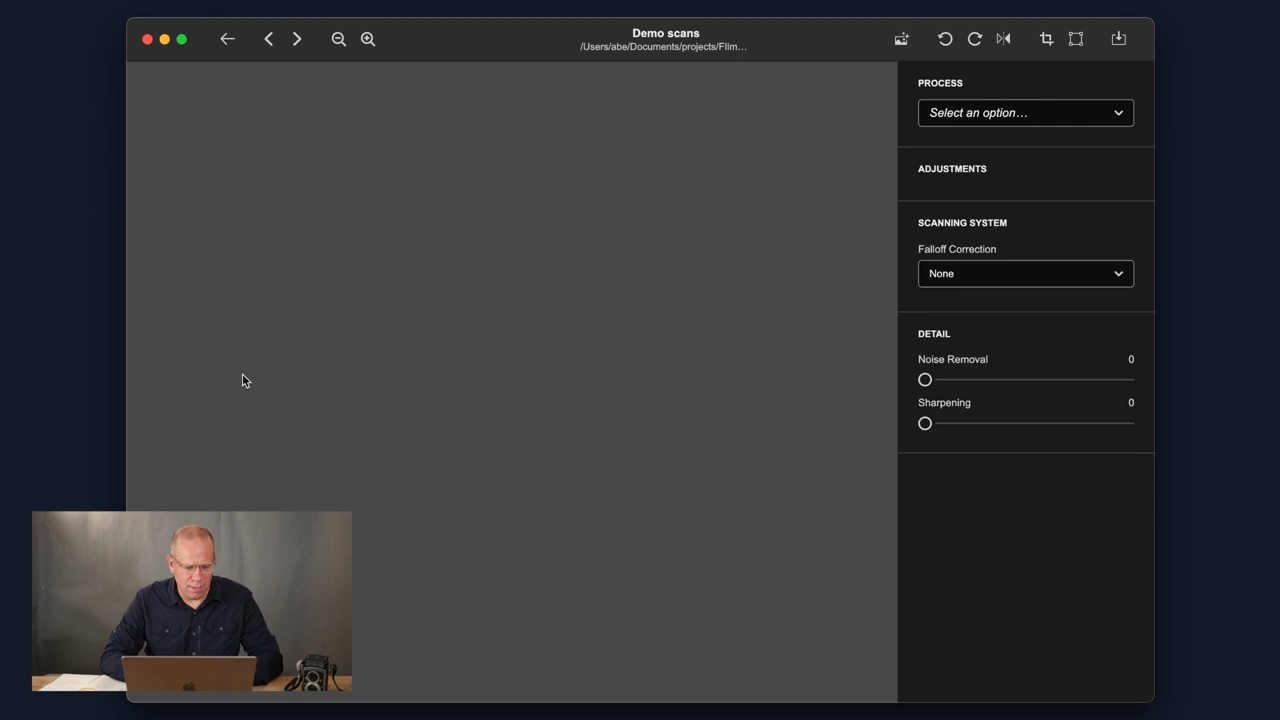 Demo scans
/Users/abe/Documents/projects/FIlm…
PROCESS
Select an option…
ADJUSTMENTS
SCANNING SYSTEM
Falloff Correction
None
DETAIL
Noise Removal 0
Sharpening 0